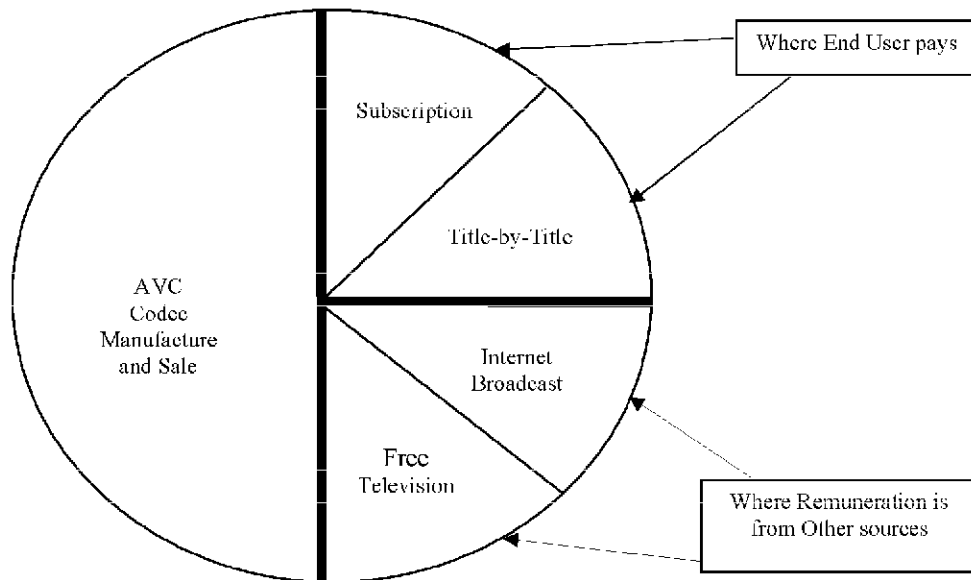 Where End User pays
Subscription
Title-by-Title
AVC
Codec
Manufacture
and Sale
Internet
Broadcast
Free
Television
Where Remuneration is
from Other sources